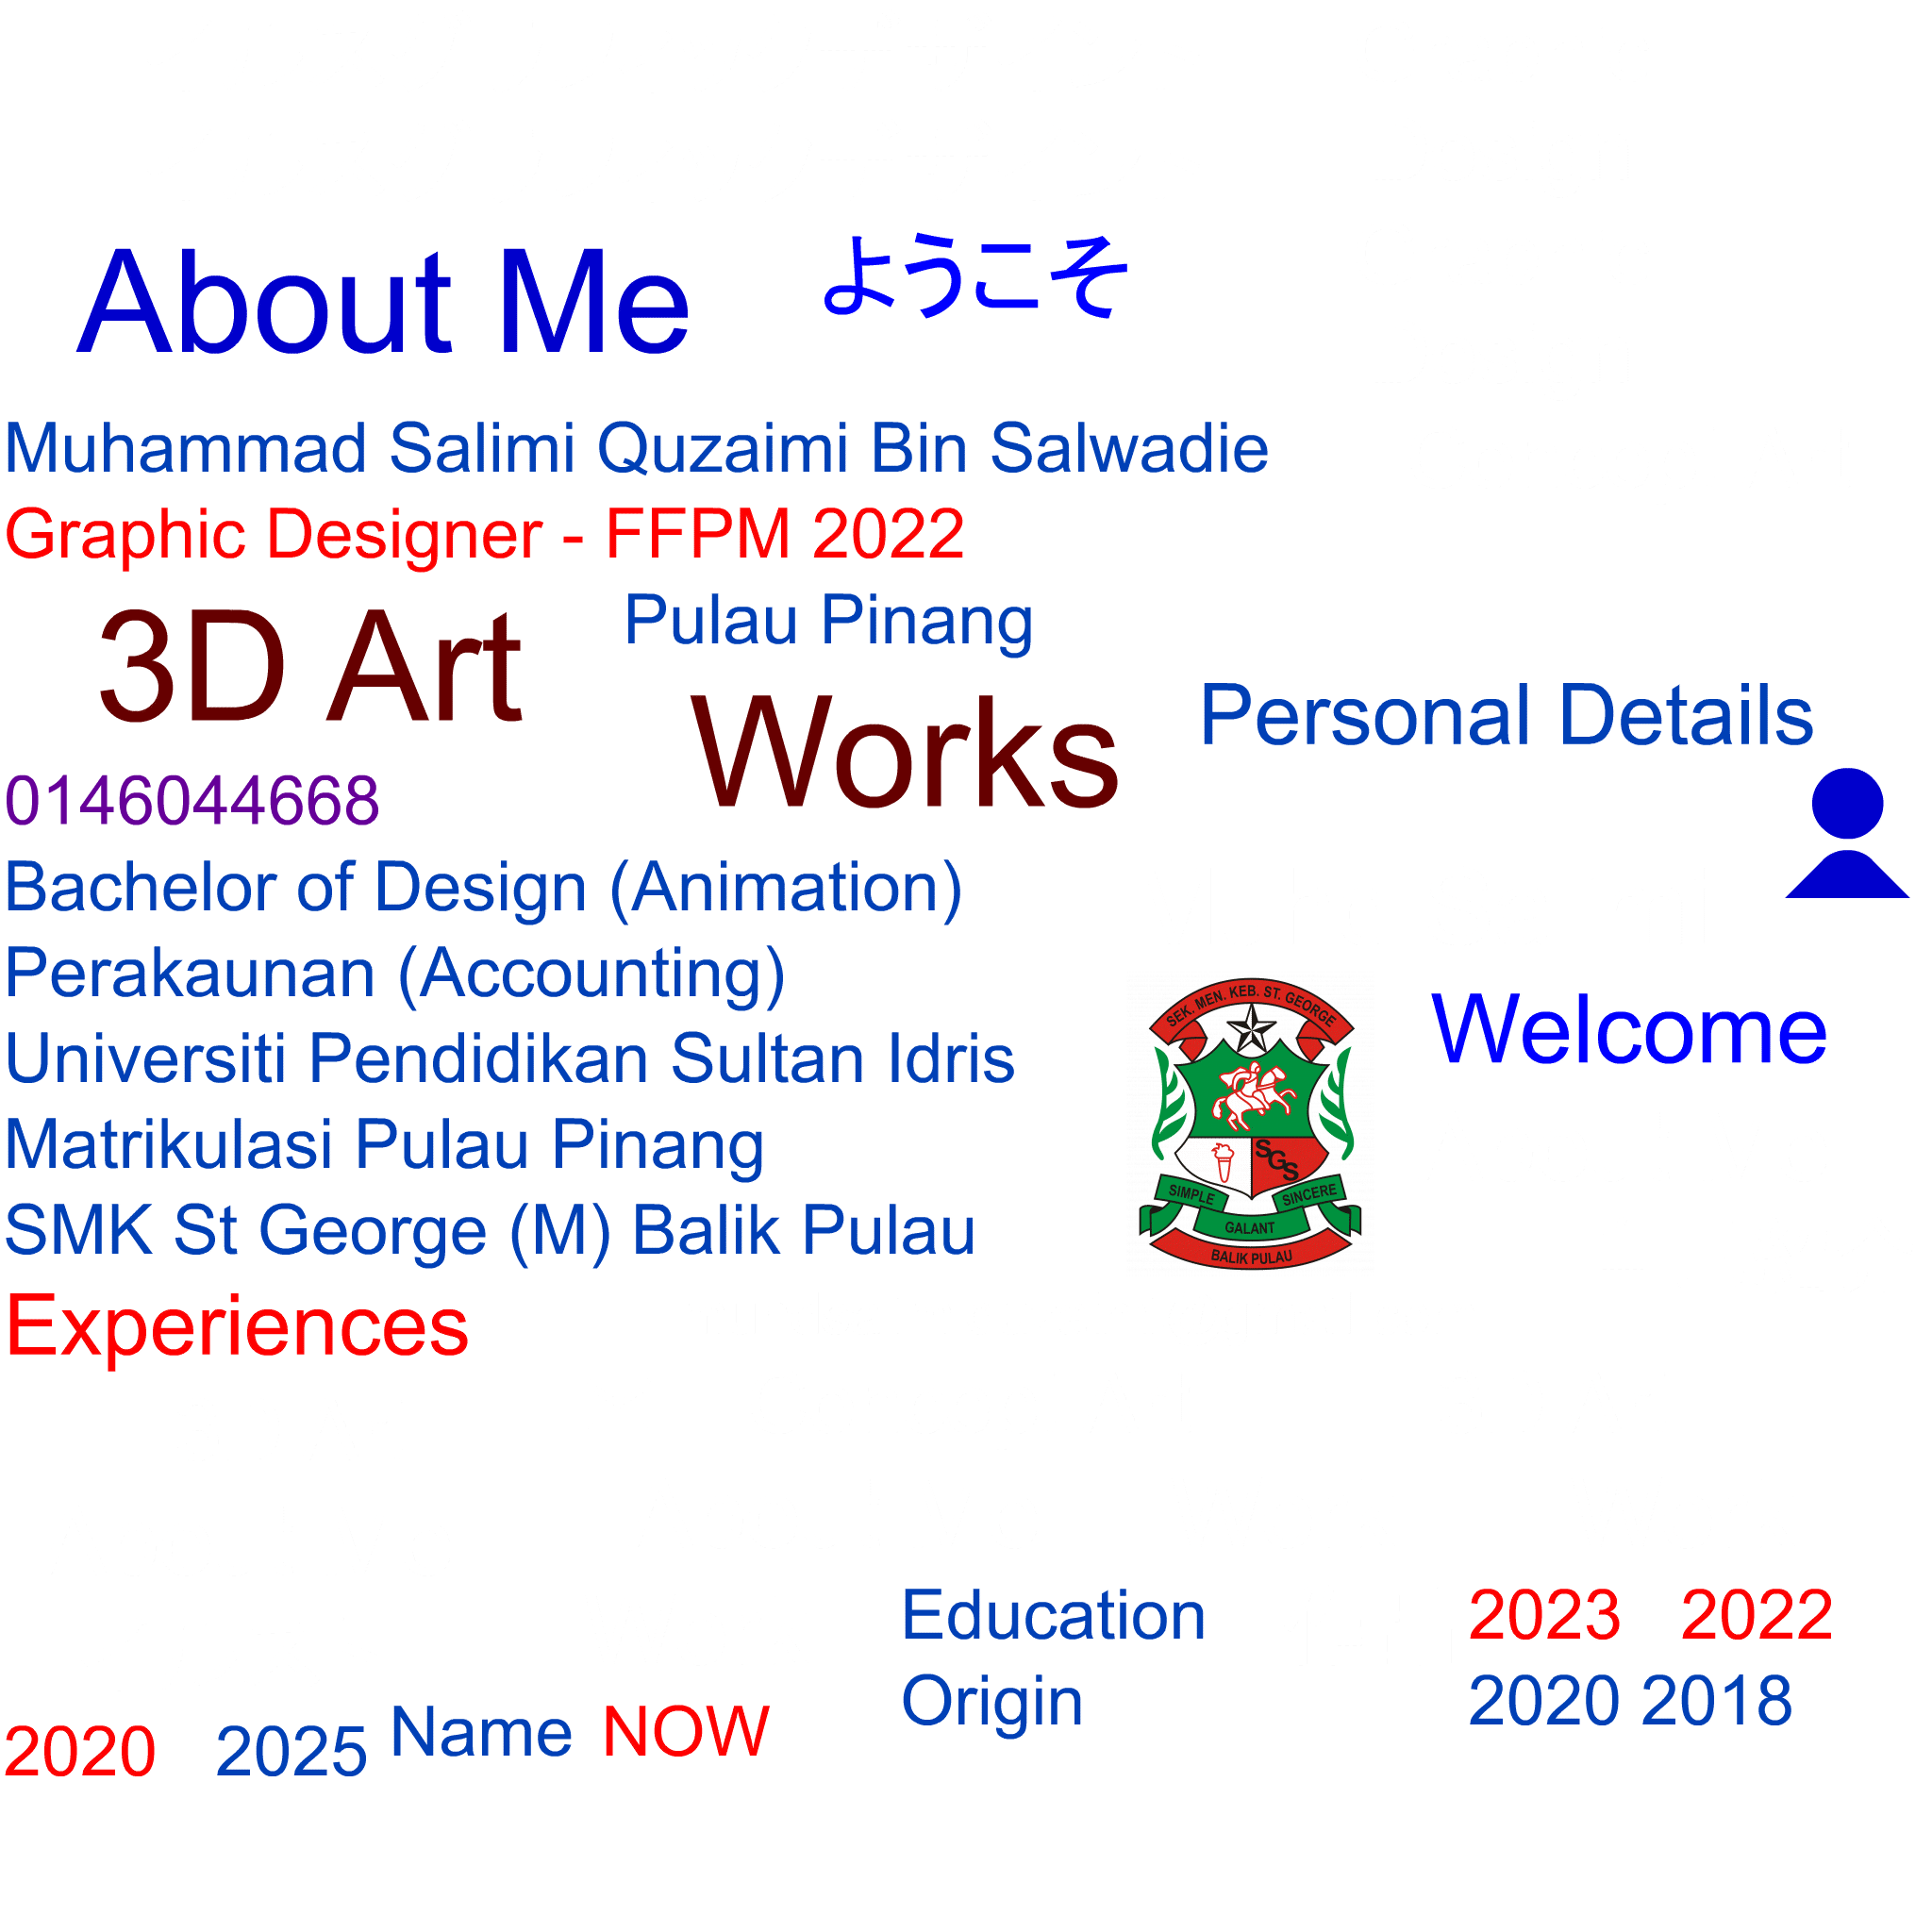 About Me
ようこそ
Muhammad Salimi Quzaimi Bin Salwadie
Graphic Designer - FFPM 2022
Pulau Pinang
3D Art
Works
Personal Details
0146044668
Bachelor of Design (Animation)
Perakaunan (Accounting)
Universiti Pendidikan Sultan Idris
Matrikulasi Pulau Pinang
SMK St George (M) Balik Pulau
SEK. MEN. KEB. ST. GEORGE
SGS
SIMPLE
SINCERE
GALANT
BALIK PULAU
Welcome
Experiences
Education
2023 2022
Origin
2020 2018
2020 2025 Name NOW